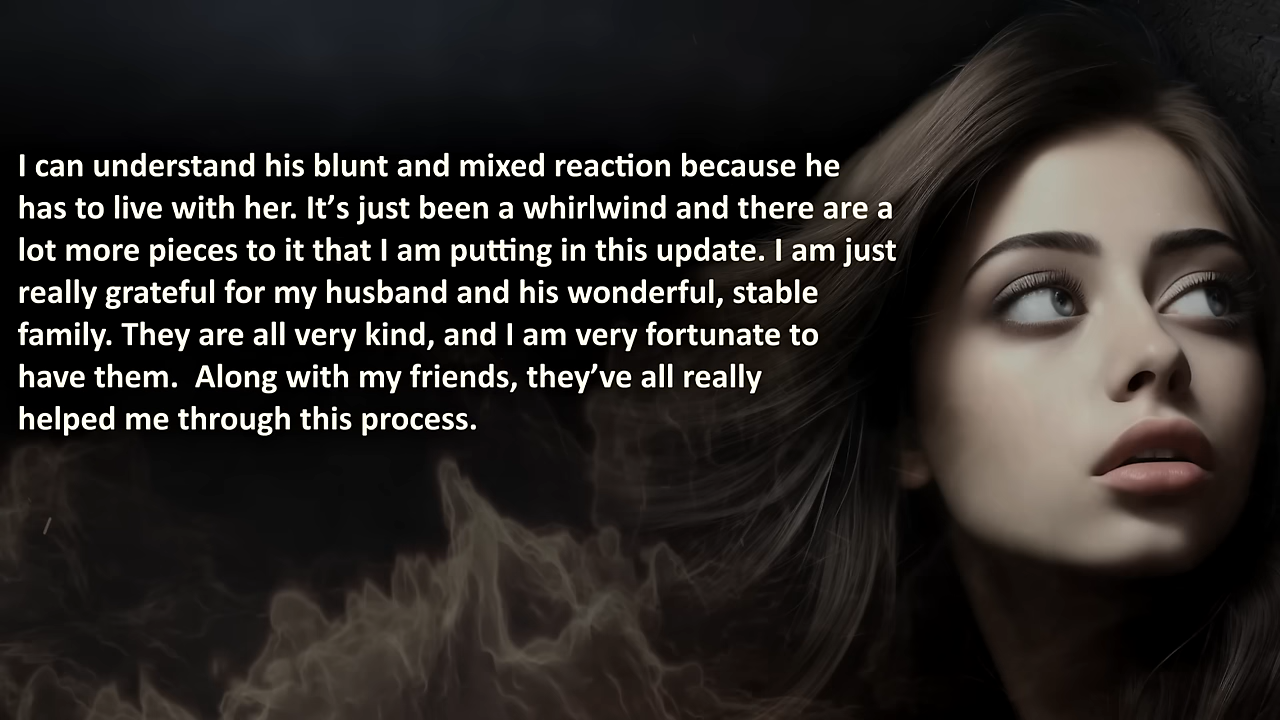 I can understand his blunt and mixed reaction because he
has to live with her. It’s just been a whirlwind and there are a
lot more pieces to it that I am putting in this update. I am just
really grateful for my husband and his wonderful, stable
family. They are all very kind, and I am very fortunate to
have them.  Along with my friends, they’ve all really
helped me through this process.